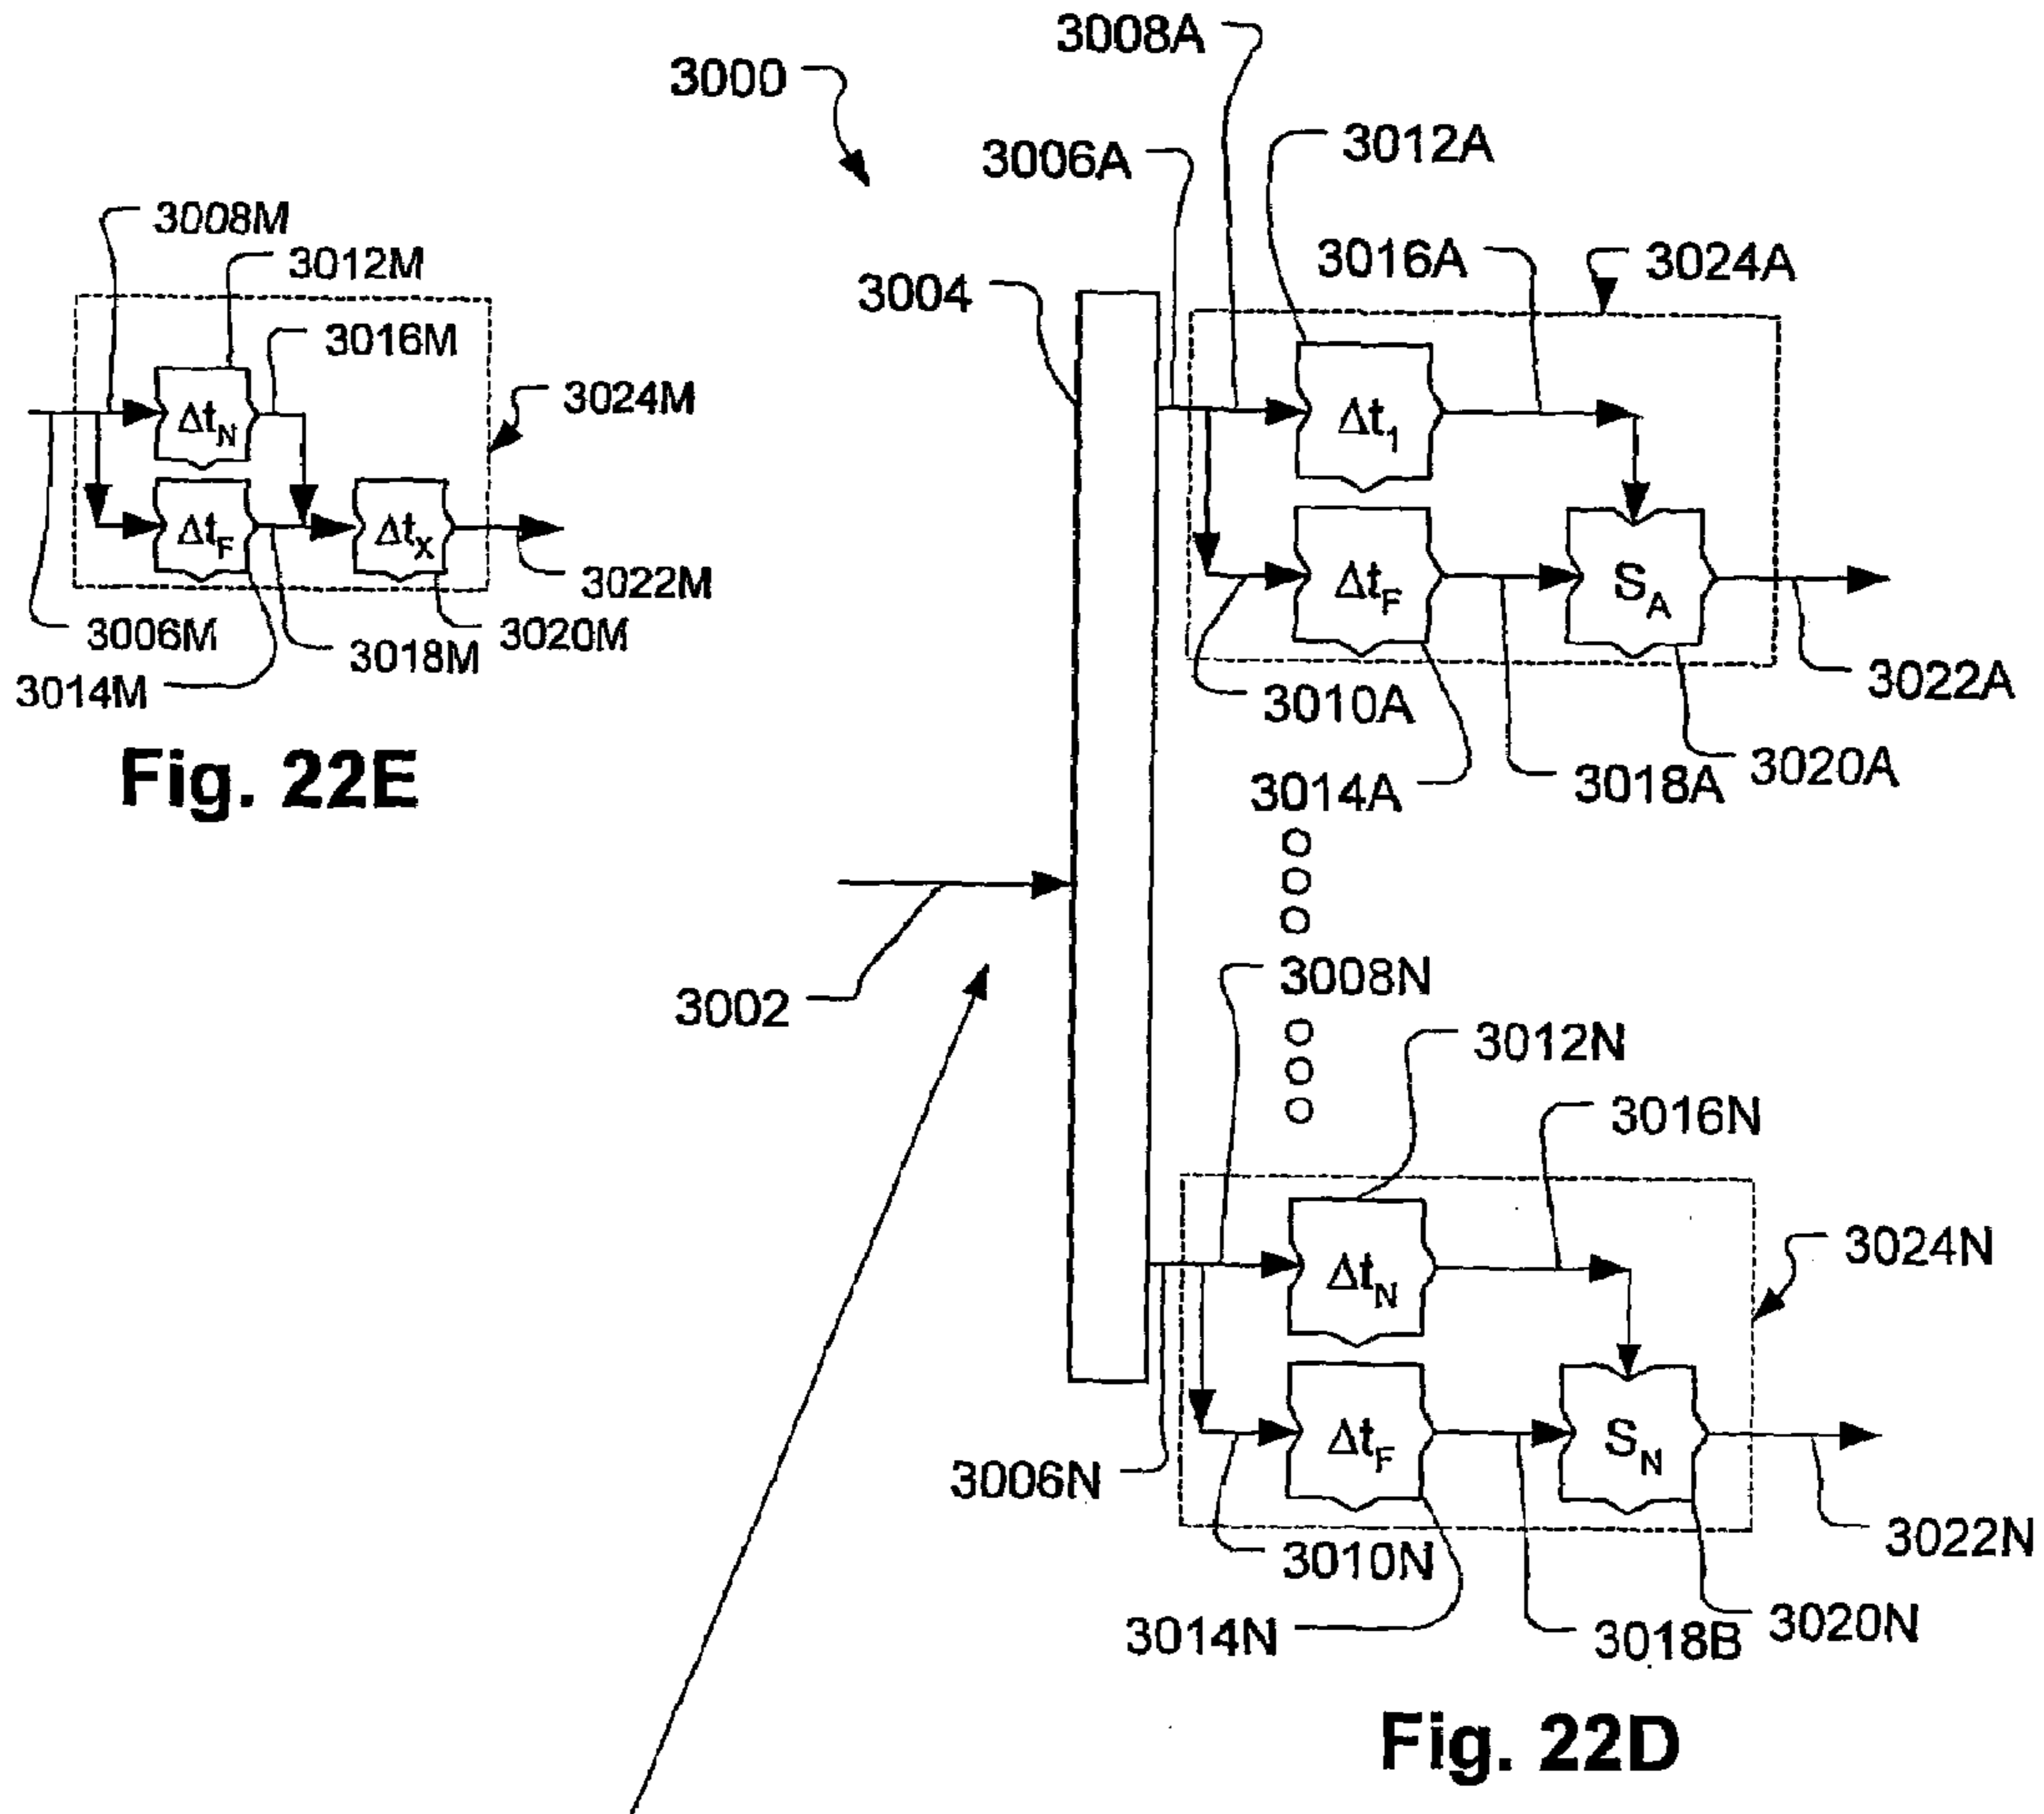 3008A
3000
3006A
3012A
3008M
3012M
3016A
3024A
3004
3016M
3024M
Δt₁
Δt_N
Δt_F
Δt_X
Δt_F
S_A
3022M
3006M
3020M
3018M
3014M
3010A
3022A
Fig. 22E
3014A
3018A
3020A
3002
3008N
3012N
3016N
3024N
Δt_N
Δt_F
S_N
3006N
3010N
3022N
3014N
3018B
3020N
Fig. 22D